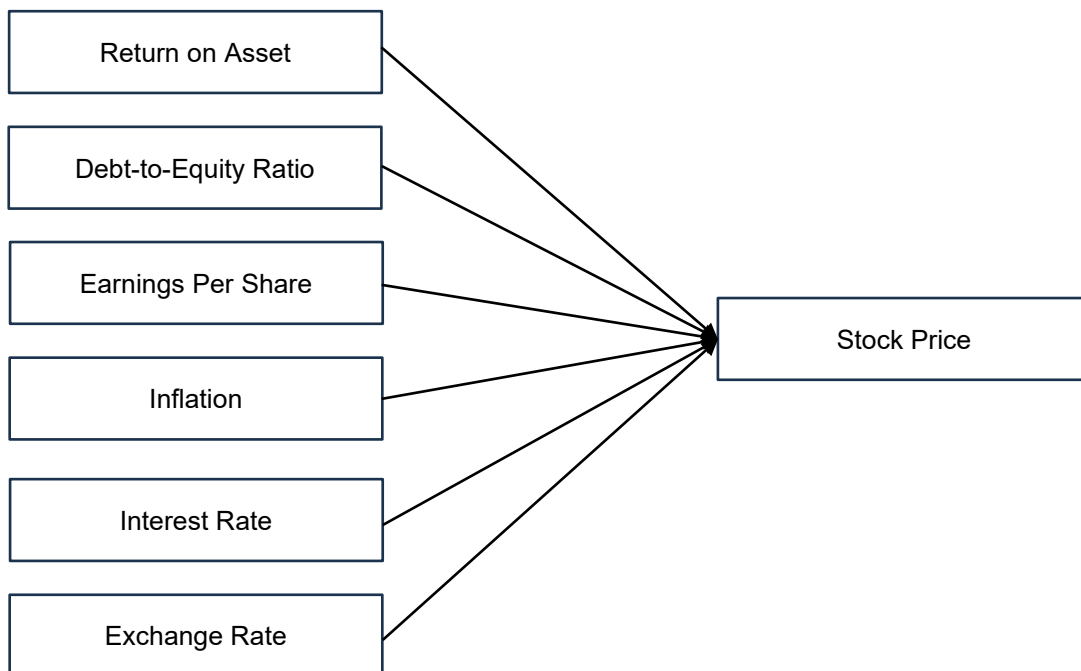 Return on Asset
Debt-to-Equity Ratio
Earnings Per Share
Inflation
Interest Rate
Exchange Rate
Stock Price